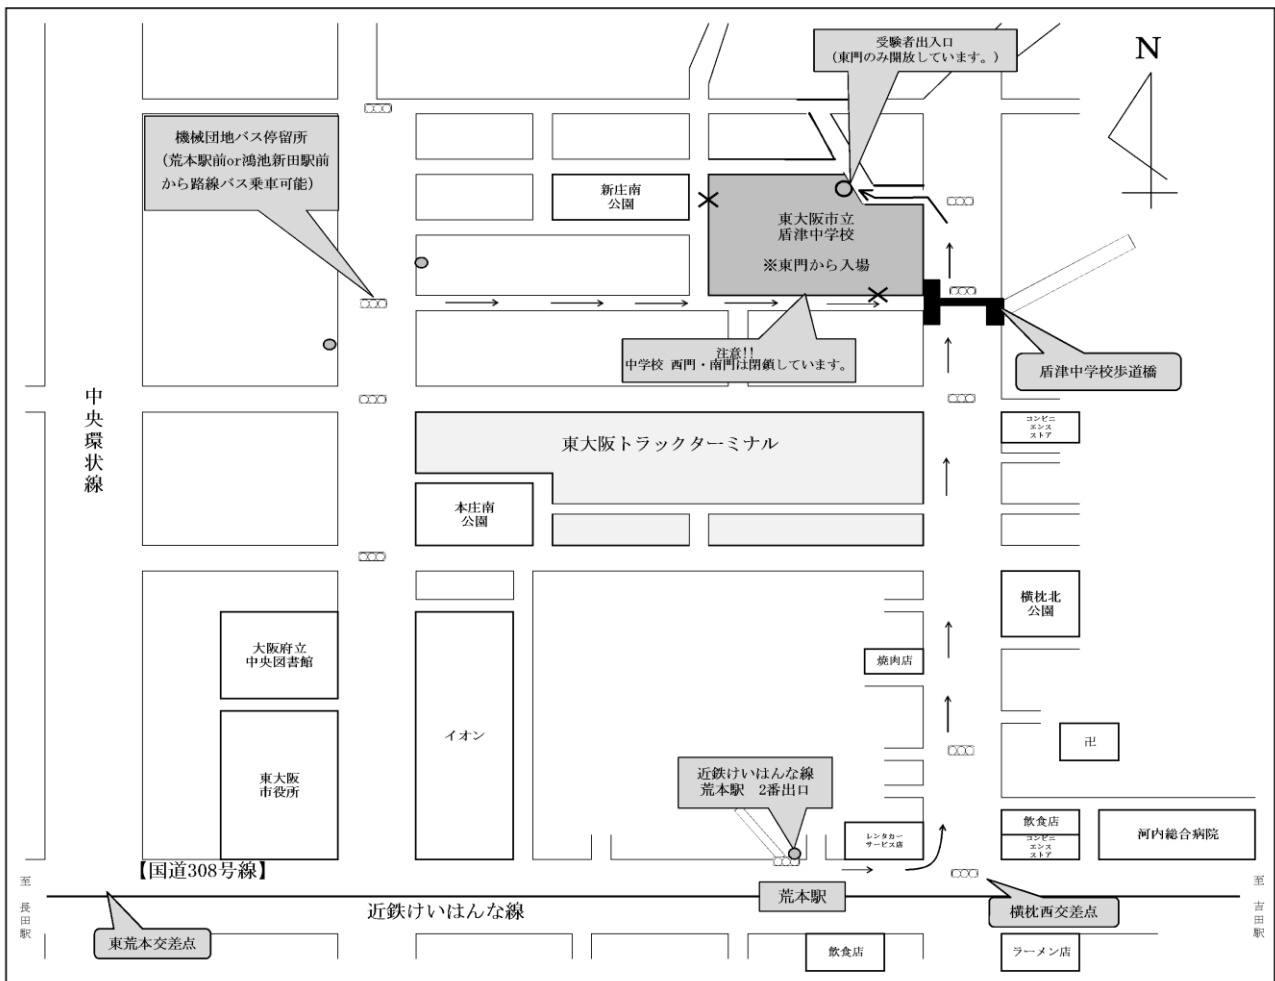 受験者出入口
(東門のみ開放しています。)
N
機械団地バス停留所
(荒本駅前or鴻池新田駅前
から路線バス乗車可能)
新庄南
公園
東大阪市立
盾津中学校
※東門から入場
注意!!
中学校 西門・南門は閉鎖しています。
盾津中学校歩道橋
中央環状線
コンビニ
エンス
ストア
東大阪トラックターミナル
本庄南
公園
横枕北
公園
大阪府立
中央図書館
焼肉店
イオン
卍
東大阪
市役所
近鉄けいはんな線
荒本駅 2番出口
レンタカー
サービス店
飲食店
コンビニ
エンス
ストア
河内総合病院
【国道308号線】
至 長田駅
至 吉田駅
荒本駅
近鉄けいはんな線
横枕西交差点
東荒本交差点
飲食店
ラーメン店